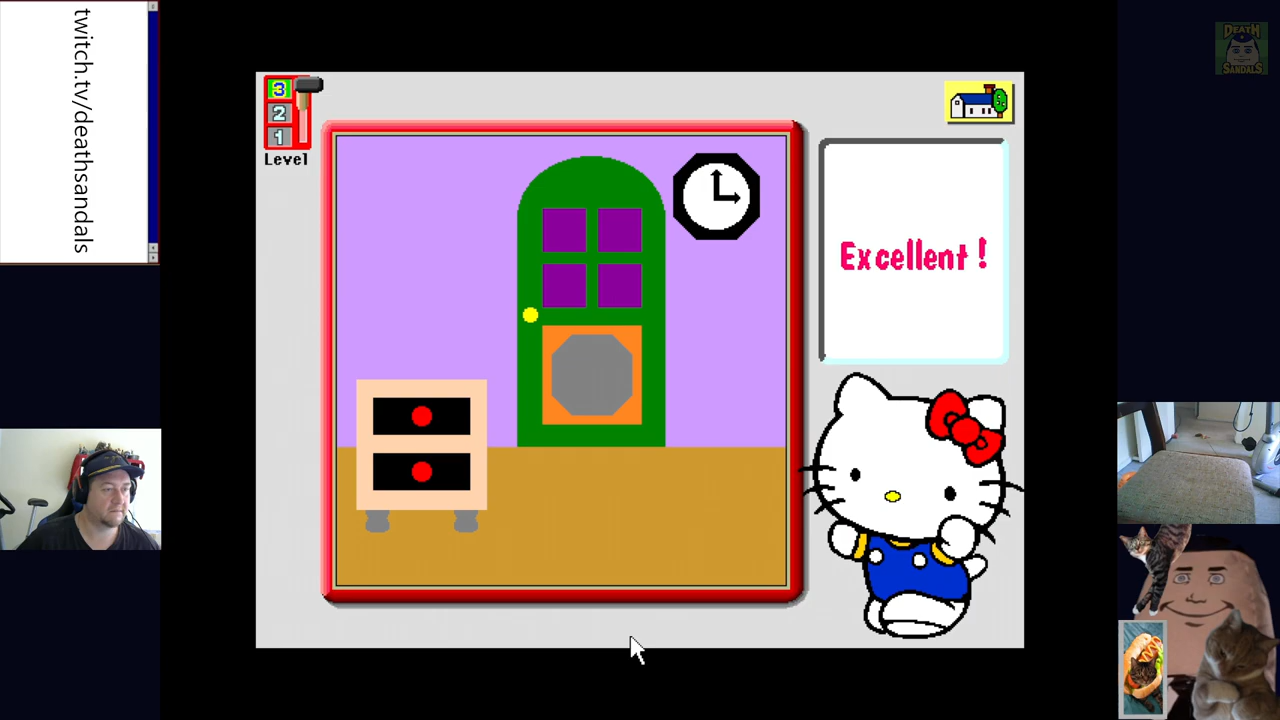 twitch.tv/deathsandals
3
2
1
Level
Excellent !
DEATH
SANDALS